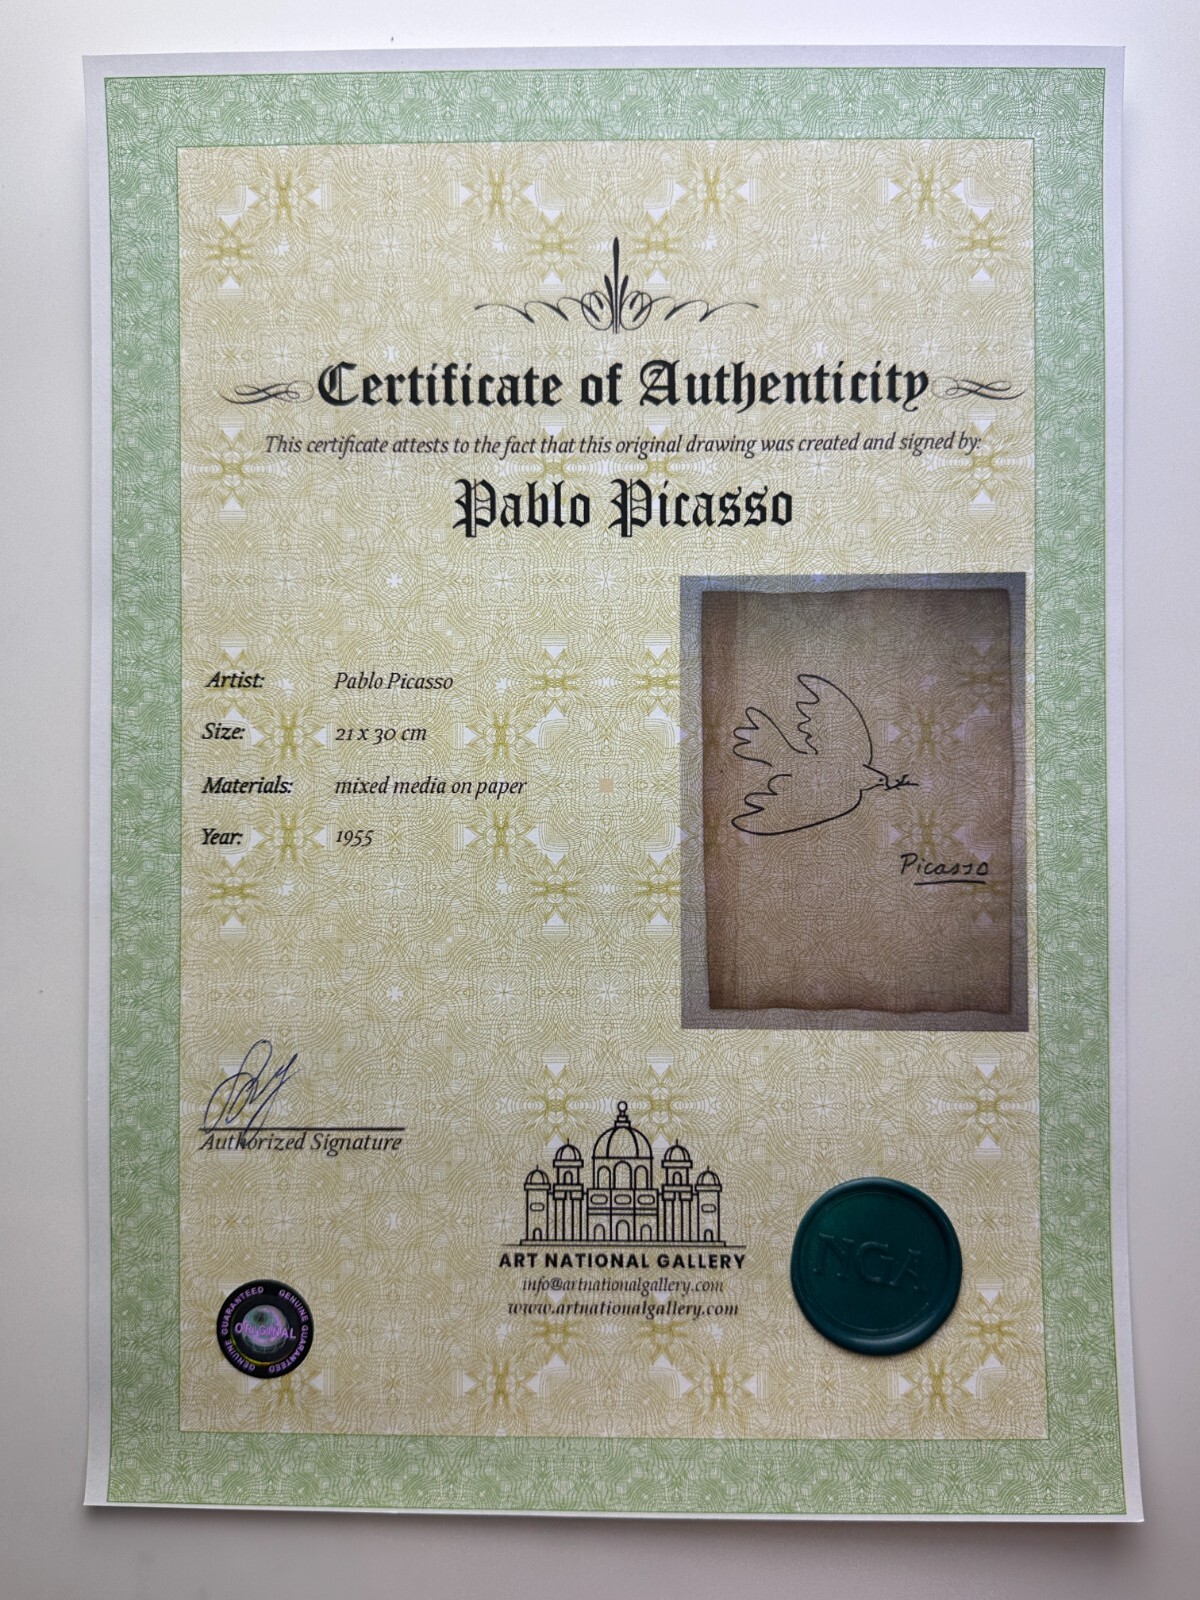 Certificate of Authenticity
This certificate attests to the fact that this original drawing was created and signed by:
Pablo Picasso
Artist: Pablo Picasso
Size: 21 x 30 cm
Materials: mixed media on paper
Year: 1955
Picasso
Authorized Signature
ART NATIONAL GALLERY
info@artnationalgallery.com
www.artnationalgallery.com
NGA
GENUINE GUARANTEED GENUINE GUARANTEED
ORIGINAL